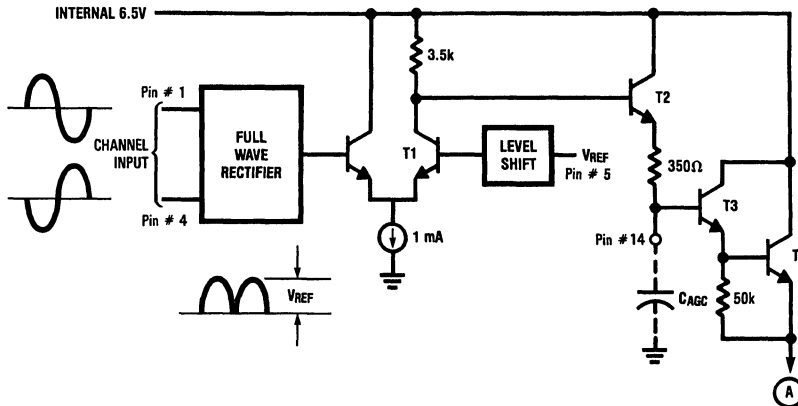 INTERNAL 6.5V
3.5k
Pin # 1
T2
CHANNEL
INPUT
FULL
WAVE
RECTIFIER
T1
LEVEL
SHIFT
VREF
Pin # 5
350Ω
Pin # 4
T3
1 mA
Pin #14
T
VREF
CAGC
50k
A